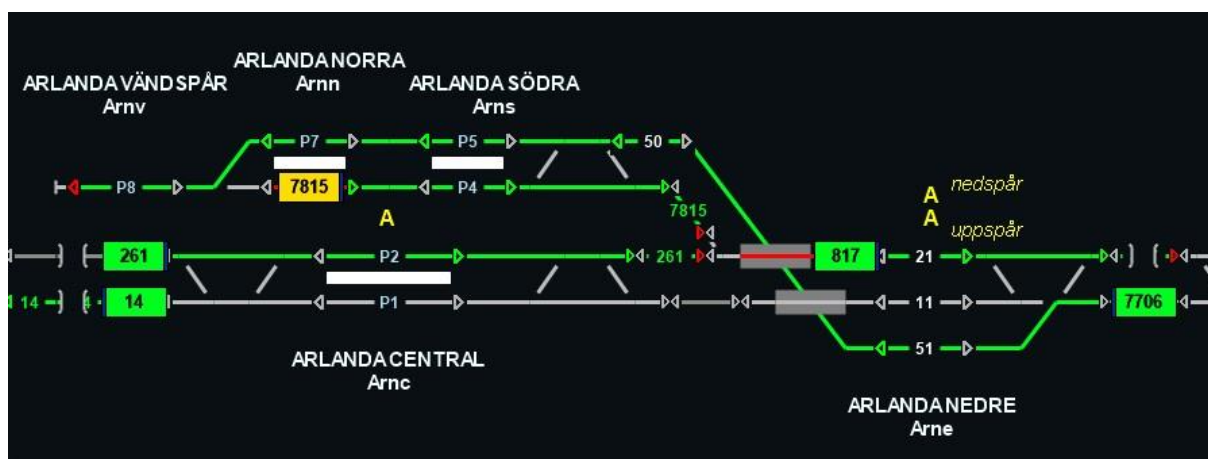 ARLANDA NORRA
Arnn
ARLANDA VÄNDSPÅR
Arnv
ARLANDA SÖDRA
Arns
P7
P5
50
P8
7815
P4
7815
A
A
nedspår
A
uppspår
261
P2
261
817
21
14
4
14
P1
11
7706
51
ARLANDA CENTRAL
Arnc
ARLANDA NEDRE
Arne